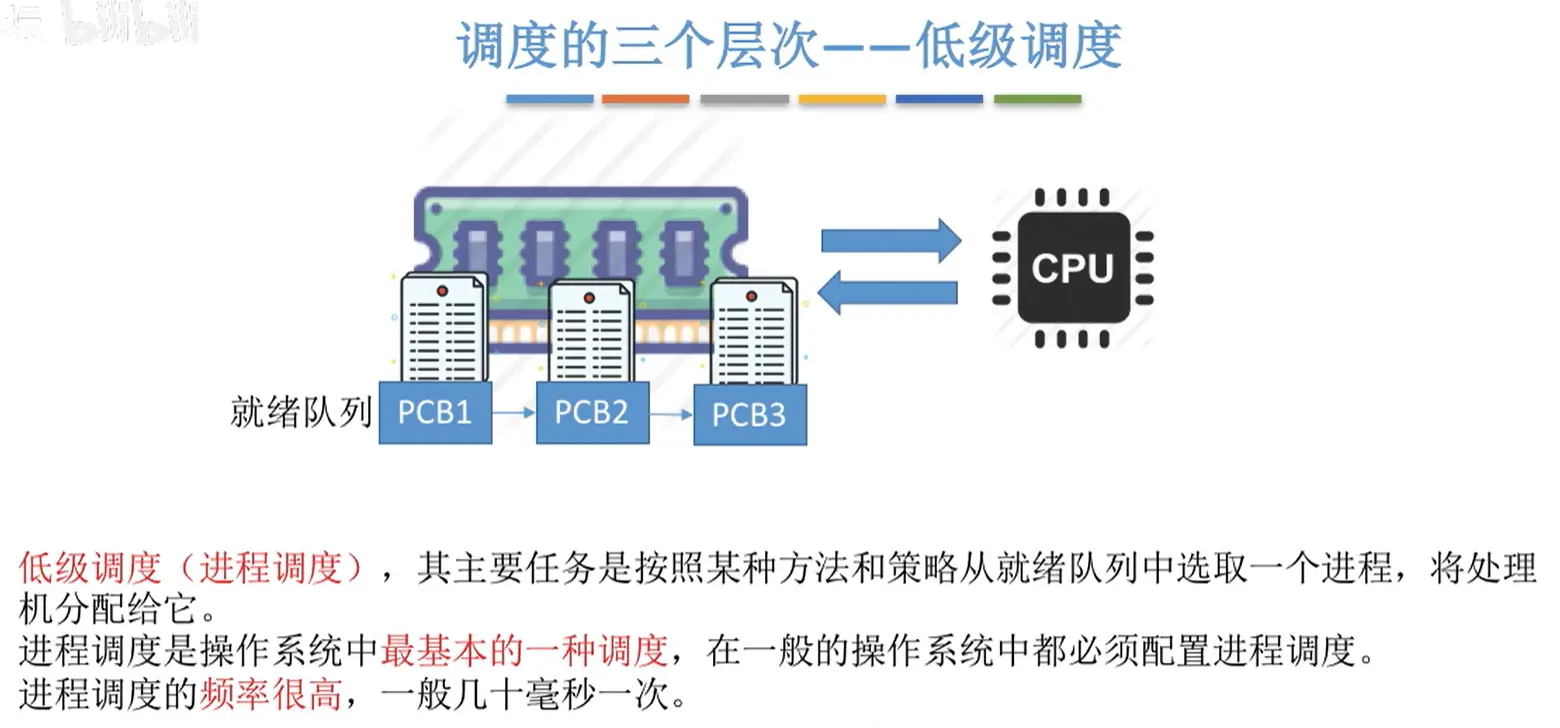 坛 bilibili
调度的三个层次——低级调度
CPU
就绪队列 PCB1 PCB2 PCB3
低级调度（进程调度），其主要任务是按照某种方法和策略从就绪队列中选取一个进程，将处理
机分配给它。
进程调度是操作系统中最基本的一种调度，在一般的操作系统中都必须配置进程调度。
进程调度的频率很高，一般几十毫秒一次。